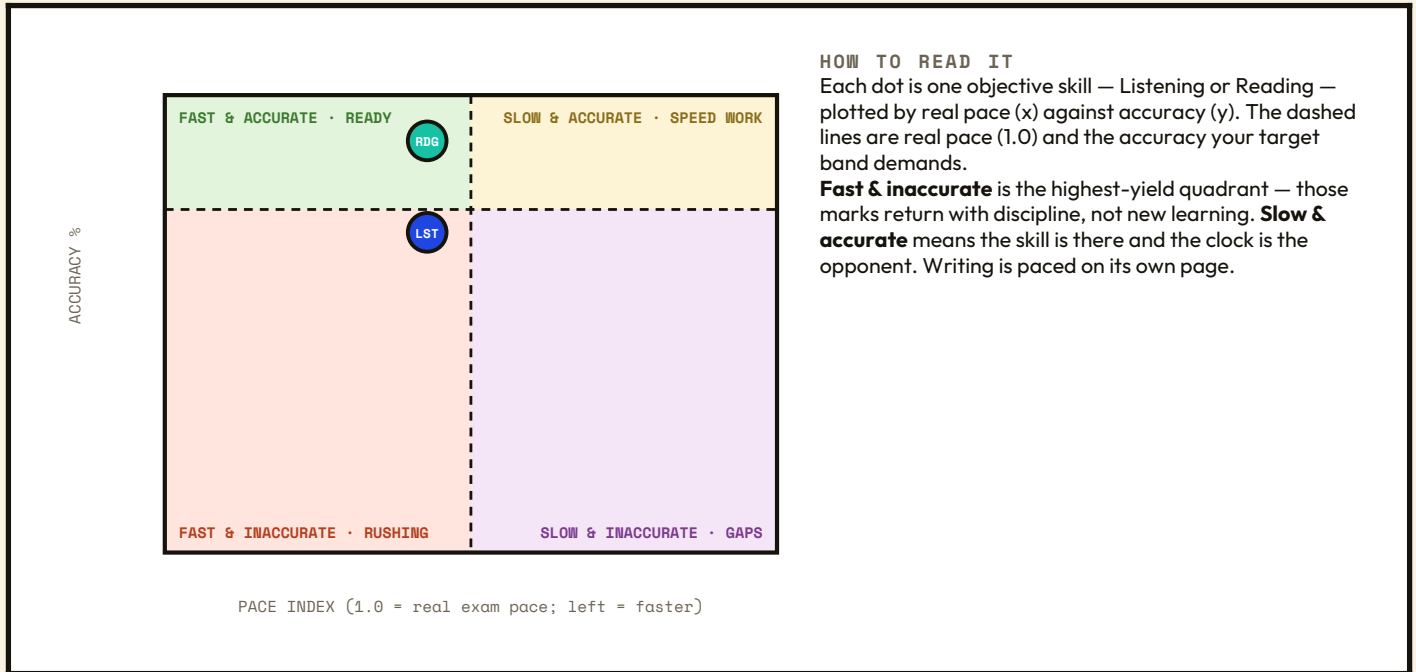 HOW TO READ IT
Each dot is one objective skill — Listening or Reading —
plotted by real pace (x) against accuracy (y). The dashed
lines are real pace (1.0) and the accuracy your target
band demands.
Fast & inaccurate is the highest-yield quadrant — those
marks return with discipline, not new learning. Slow &
accurate means the skill is there and the clock is the
opponent. Writing is paced on its own page.
FAST & ACCURATE · READY
SLOW & ACCURATE · SPEED WORK
RDG
LST
ACCURACY %
FAST & INACCURATE · RUSHING
SLOW & INACCURATE · GAPS
PACE INDEX (1.0 = real exam pace; left = faster)